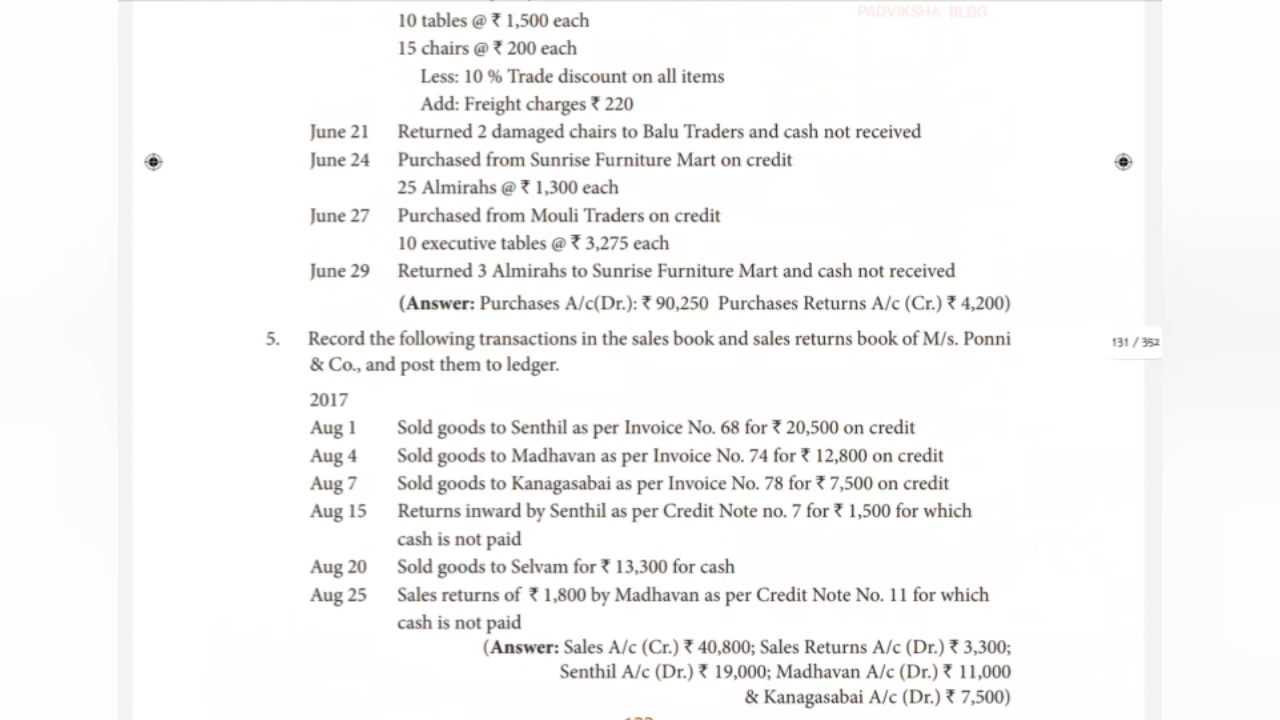 PADVIKSHA BLOG
10 tables @ ₹ 1,500 each
15 chairs @ ₹ 200 each
Less: 10 % Trade discount on all items
Add: Freight charges ₹ 220
June 21 Returned 2 damaged chairs to Balu Traders and cash not received
June 24 Purchased from Sunrise Furniture Mart on credit
25 Almirahs @ ₹ 1,300 each
June 27 Purchased from Mouli Traders on credit
10 executive tables @ ₹ 3,275 each
June 29 Returned 3 Almirahs to Sunrise Furniture Mart and cash not received
(Answer: Purchases A/c(Dr.): ₹ 90,250 Purchases Returns A/c (Cr.) ₹ 4,200)
5. Record the following transactions in the sales book and sales returns book of M/s. Ponni
131 / 352
& Co., and post them to ledger.
2017
Aug 1 Sold goods to Senthil as per Invoice No. 68 for ₹ 20,500 on credit
Aug 4 Sold goods to Madhavan as per Invoice No. 74 for ₹ 12,800 on credit
Aug 7 Sold goods to Kanagasabai as per Invoice No. 78 for ₹ 7,500 on credit
Aug 15 Returns inward by Senthil as per Credit Note no. 7 for ₹ 1,500 for which
cash is not paid
Aug 20 Sold goods to Selvam for ₹ 13,300 for cash
Aug 25 Sales returns of ₹ 1,800 by Madhavan as per Credit Note No. 11 for which
cash is not paid
(Answer: Sales A/c (Cr.) ₹ 40,800; Sales Returns A/c (Dr.) ₹ 3,300;
Senthil A/c (Dr.) ₹ 19,000; Madhavan A/c (Dr.) ₹ 11,000
& Kanagasabai A/c (Dr.) ₹ 7,500)